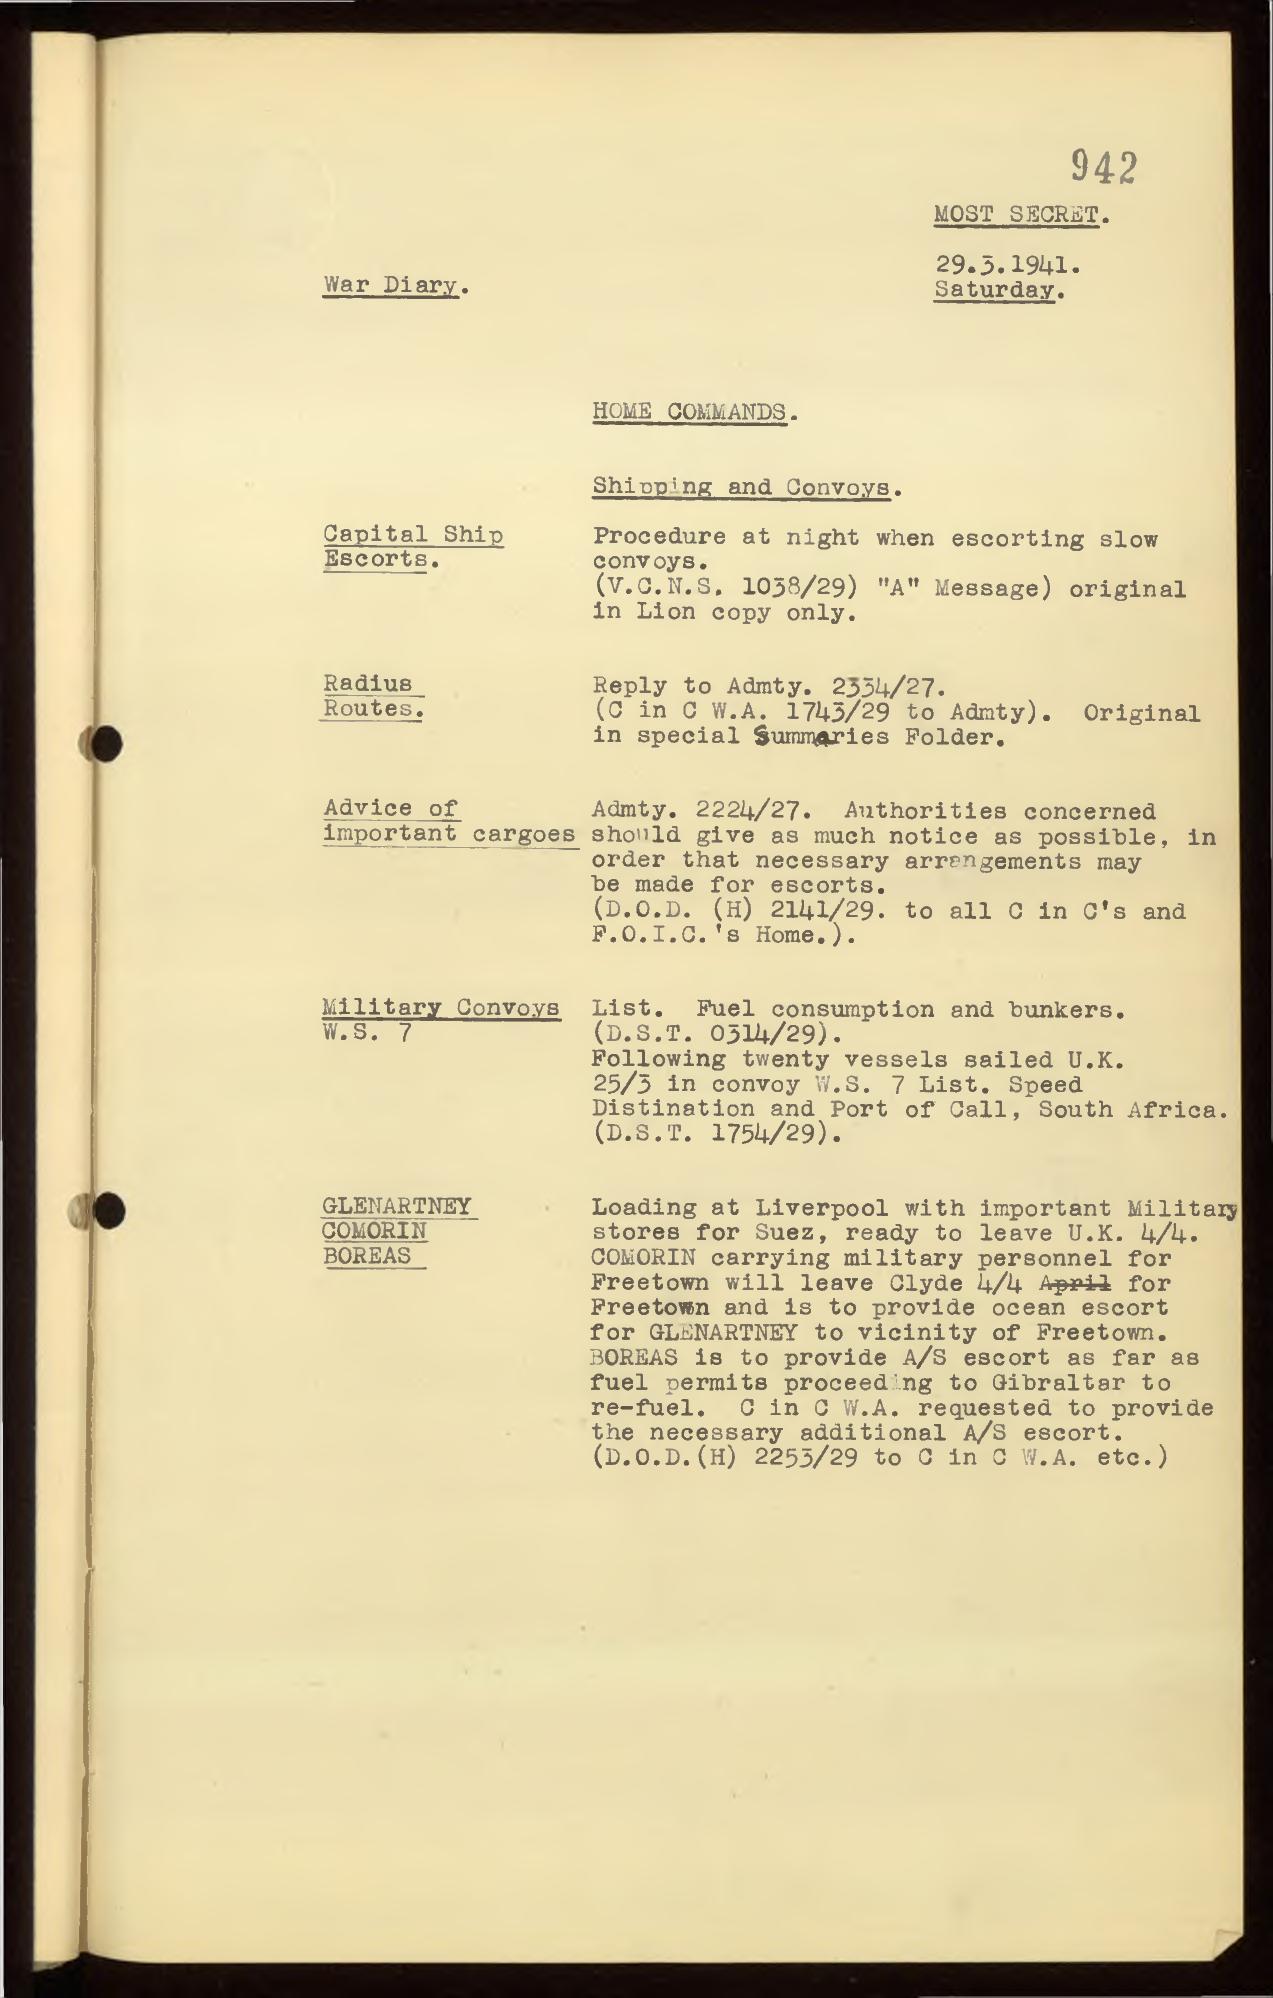 942
MOST SECRET.
29.3.1941.
Saturday.
War Diary.
HOME COMMANDS.
Shipping and Convoys.
Capital Ship
Escorts.
Procedure at night when escorting slow
convoys.
(V.C.N.S. 1038/29) "A" Message) original
in Lion copy only.
Radius
Routes.
Reply to Admty. 2334/27.
(C in C W.A. 1743/29 to Admty). Original
in special Summaries Folder.
Advice of
important cargoes
Admty. 2224/27. Authorities concerned
should give as much notice as possible, in
order that necessary arrangements may
be made for escorts.
(D.O.D. (H) 2141/29. to all C in C's and
F.O.I.C.'s Home.).
Military Convoys
W.S. 7
List. Fuel consumption and bunkers.
(D.S.T. 0314/29).
Following twenty vessels sailed U.K.
25/3 in convoy W.S. 7 List. Speed
Distination and Port of Call, South Africa.
(D.S.T. 1754/29).
GLENARTNEY
COMORIN
BOREAS
Loading at Liverpool with important Military
stores for Suez, ready to leave U.K. 4/4.
COMORIN carrying military personnel for
Freetown will leave Clyde 4/4 April for
Freetown and is to provide ocean escort
for GLENARTNEY to vicinity of Freetown.
BOREAS is to provide A/S escort as far as
fuel permits proceeding to Gibraltar to
re-fuel. C in C W.A. requested to provide
the necessary additional A/S escort.
(D.O.D.(H) 2253/29 to C in C W.A. etc.)